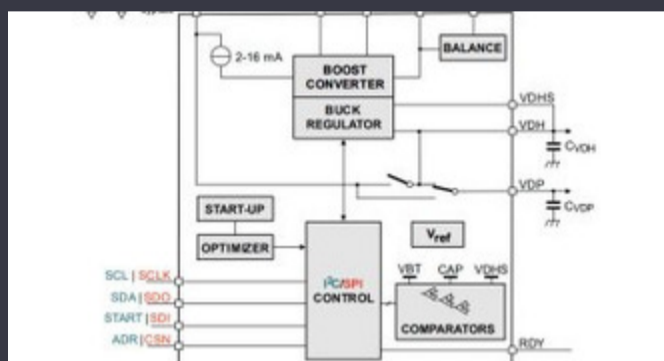 2-16 mA
BALANCE
BOOST
CONVERTER
BUCK
REGULATOR
VDHS
VDH
CVDH
VDP
CVDP
START-UP
OPTIMIZER
Vref
SCL | SCLK
SDA | SDO
START | SDI
ADR | CSN
I²C/SPI
CONTROL
VBT CAP VDHS
COMPARATORS
RDY